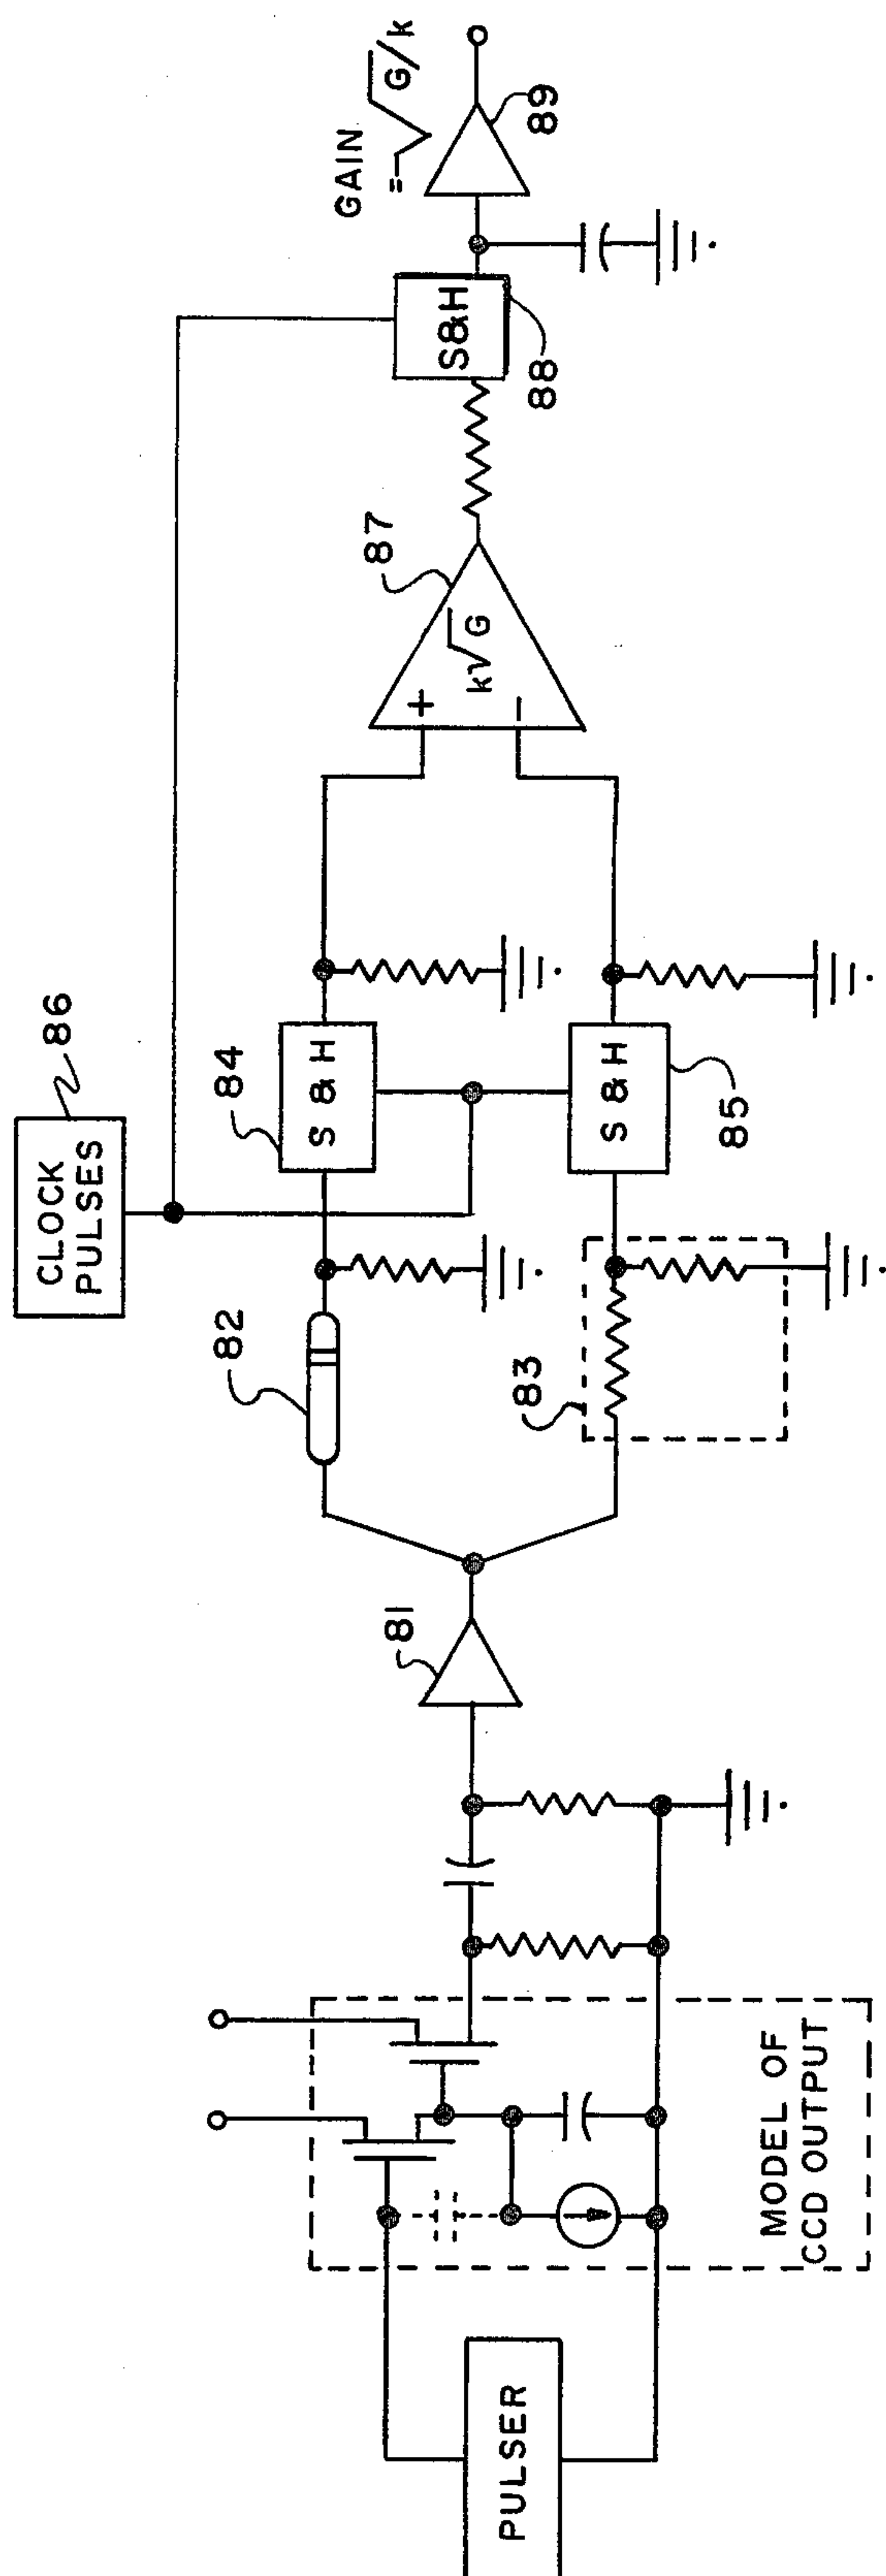 PULSER
MODEL OF
CCD OUTPUT
81
82
83
CLOCK
PULSES
86
84
S & H
S & H
85
+
−
k√G
87
S&H
88
GAIN
=√G/k
89